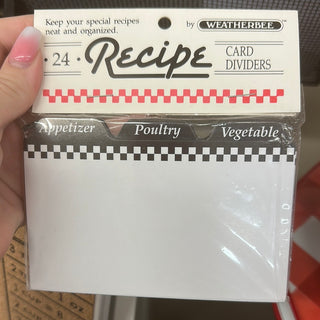 Keep your special recipes
neat and organized.
by WEATHERBEE
• 24 • Recipe CARD
DIVIDERS
Appetizer Poultry Vegetable